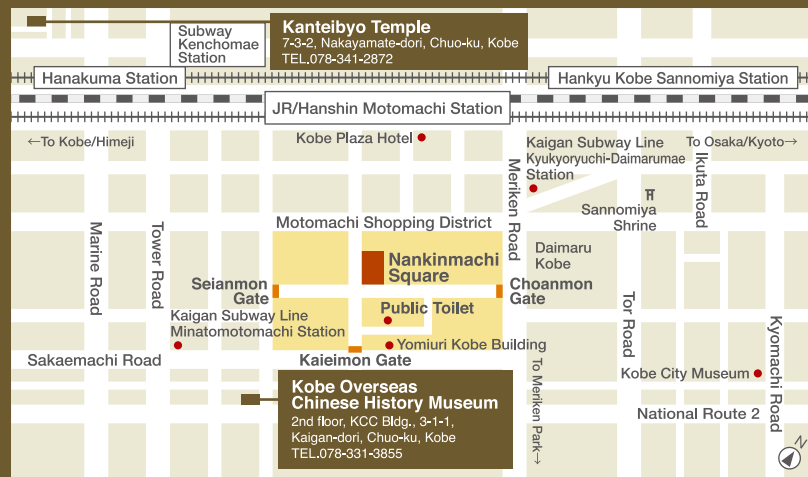 Kanteibyo Temple
7-3-2, Nakayamate-dori, Chuo-ku, Kobe
TEL.078-341-2872
Subway
Kenchomae
Station
Hanakuma Station
Hankyu Kobe Sannomiya Station
JR/Hanshin Motomachi Station
←To Kobe/Himeji
Kobe Plaza Hotel
Kaigan Subway Line
Kyukyoryuchi-Daimarumae
Station
To Osaka/Kyoto→
Meriken Road
Ikuta Road
Sannomiya
Shrine
Motomachi Shopping District
Marine Road
Tower Road
Nankinmachi
Square
Daimaru
Kobe
Seianmon
Gate
Choanmon
Gate
Kaigan Subway Line
Minatomotomachi Station
Public Toilet
Tor Road
Kyomachi Road
Yomiuri Kobe Building
Sakaemachi Road
Kaieimon Gate
To Meriken Park→
Kobe City Museum
Kobe Overseas
Chinese History Museum
2nd floor, KCC Bldg., 3-1-1,
Kaigan-dori, Chuo-ku, Kobe
TEL.078-331-3855
National Route 2
N